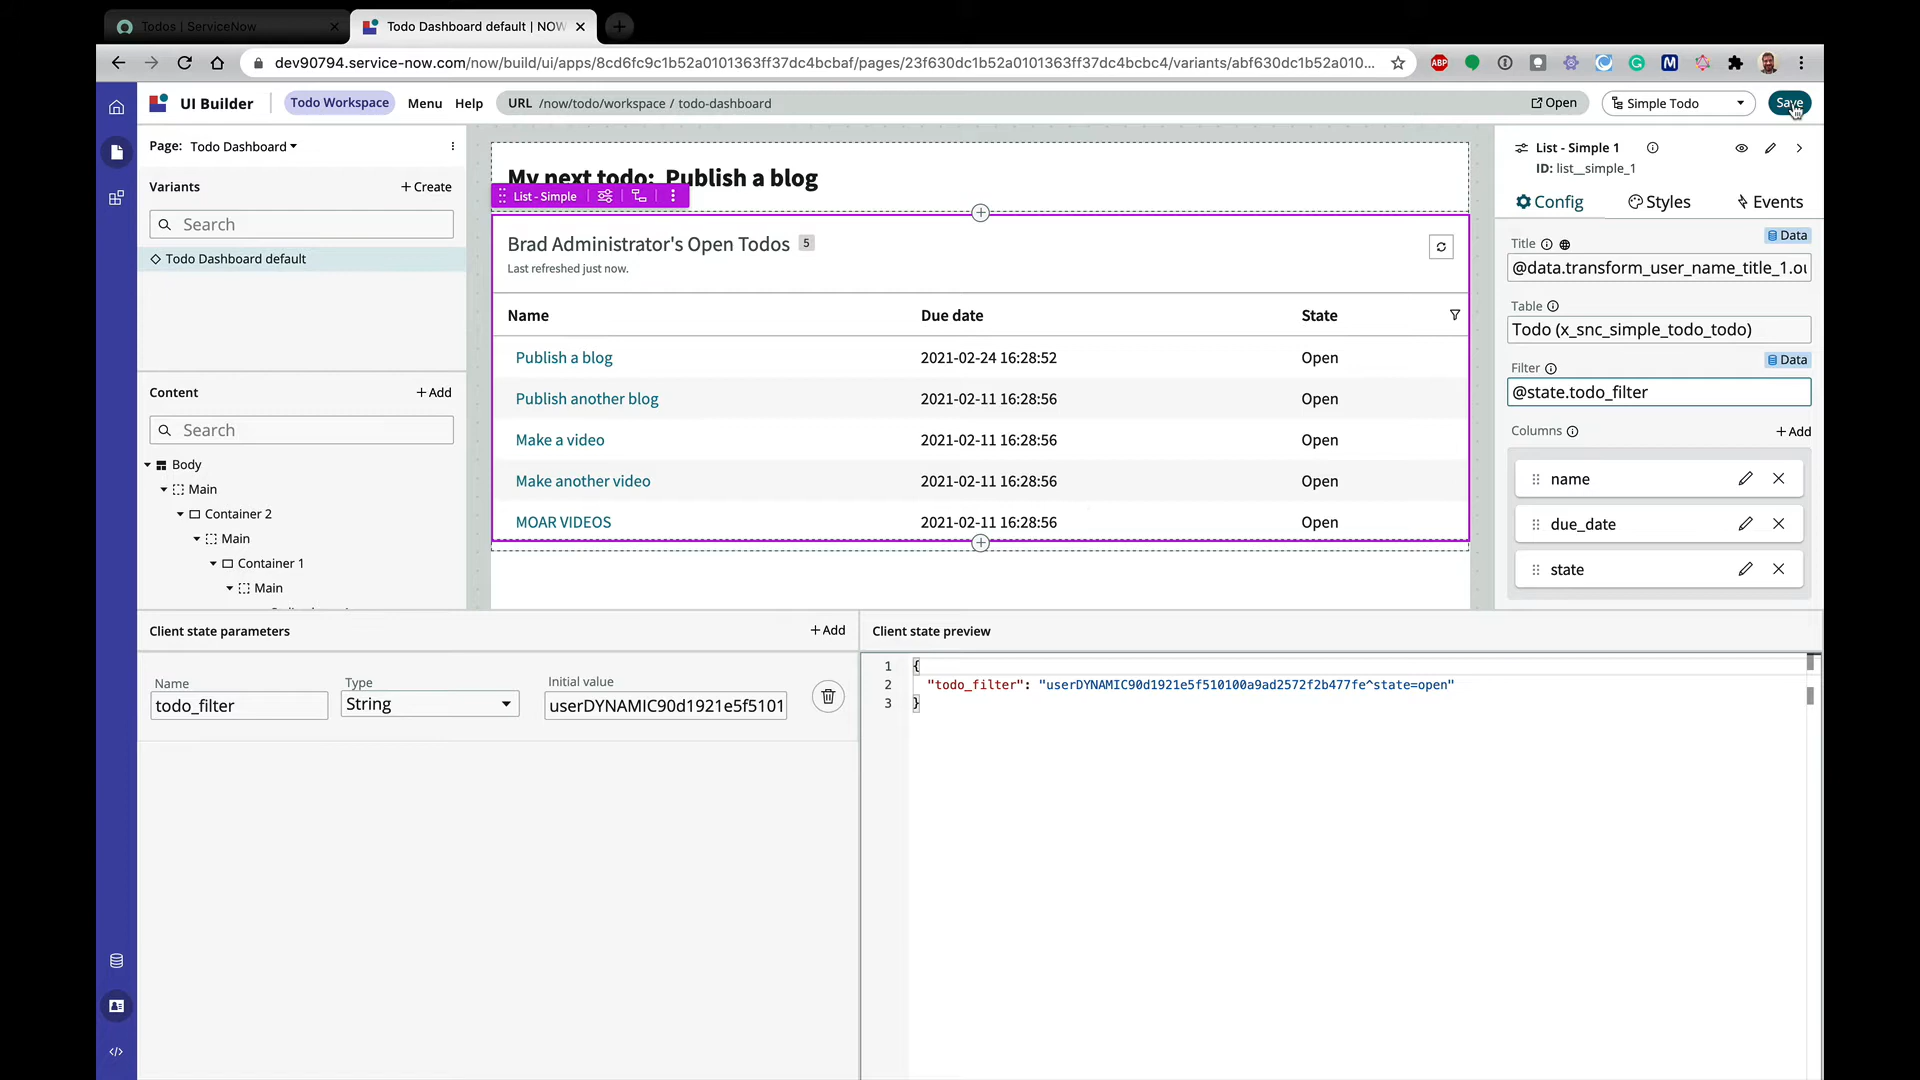 Todos | ServiceNow
Todo Dashboard default | NOW
dev90794.service-now.com/now/build/ui/apps/8cd6fc9c1b52a0101363ff37dc4bcbaf/pages/23f630dc1b52a0101363ff37dc4bcbc4/variants/abf630dc1b52a010...
ABP
UI Builder
Todo Workspace
Menu
Help
URL /now/todo/workspace / todo-dashboard
Open
Simple Todo
Save
Page: Todo Dashboard
Variants
+ Create
Search
Todo Dashboard default
Content
+ Add
Search
Body
Main
Container 2
Main
Container 1
Main
My next todo: Publish a blog
List - Simple
Brad Administrator's Open Todos 5
Last refreshed just now.
Name Due date State
Publish a blog 2021-02-24 16:28:52 Open
Publish another blog 2021-02-11 16:28:56 Open
Make a video 2021-02-11 16:28:56 Open
Make another video 2021-02-11 16:28:56 Open
MOAR VIDEOS 2021-02-11 16:28:56 Open
List - Simple 1
ID: list__simple_1
Config
Styles
Events
Data
Title
@data.transform_user_name_title_1.ou
Table
Todo (x_snc_simple_todo_todo)
Data
Filter
@state.todo_filter
Columns
+ Add
name
due_date
state
Client state parameters
+ Add
Name
todo_filter
Type
String
Initial value
userDYNAMIC90d1921e5f5101
Client state preview
1 {
2 "todo_filter": "userDYNAMIC90d1921e5f510100a9ad2572f2b477fe^state=open"
3 }